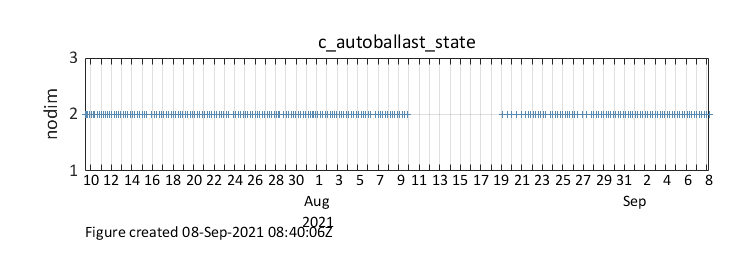 c_autoballast_state
3
2
1
nodim
10 12 14 16 18 20 22 24 26 28 30 1 3 5 7 9 11 13 15 17 19 21 23 25 27 29 31 2 4 6 8
Aug Sep
2021
Figure created 08-Sep-2021 08:40:06Z